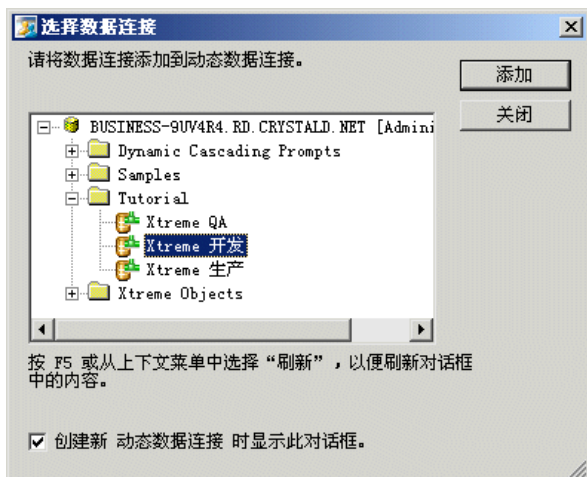 选择数据连接
请将数据连接添加到动态数据连接。
添加
关闭
BUSINESS-9UV4R4.RD.CRYSTALD.NET [Admini
Dynamic Cascading Prompts
Samples
Tutorial
Xtreme QA
Xtreme 开发
Xtreme 生产
Xtreme Objects
按 F5 或从上下文菜单中选择“刷新”，以便刷新对话框
中的内容。
创建新 动态数据连接 时显示此对话框。